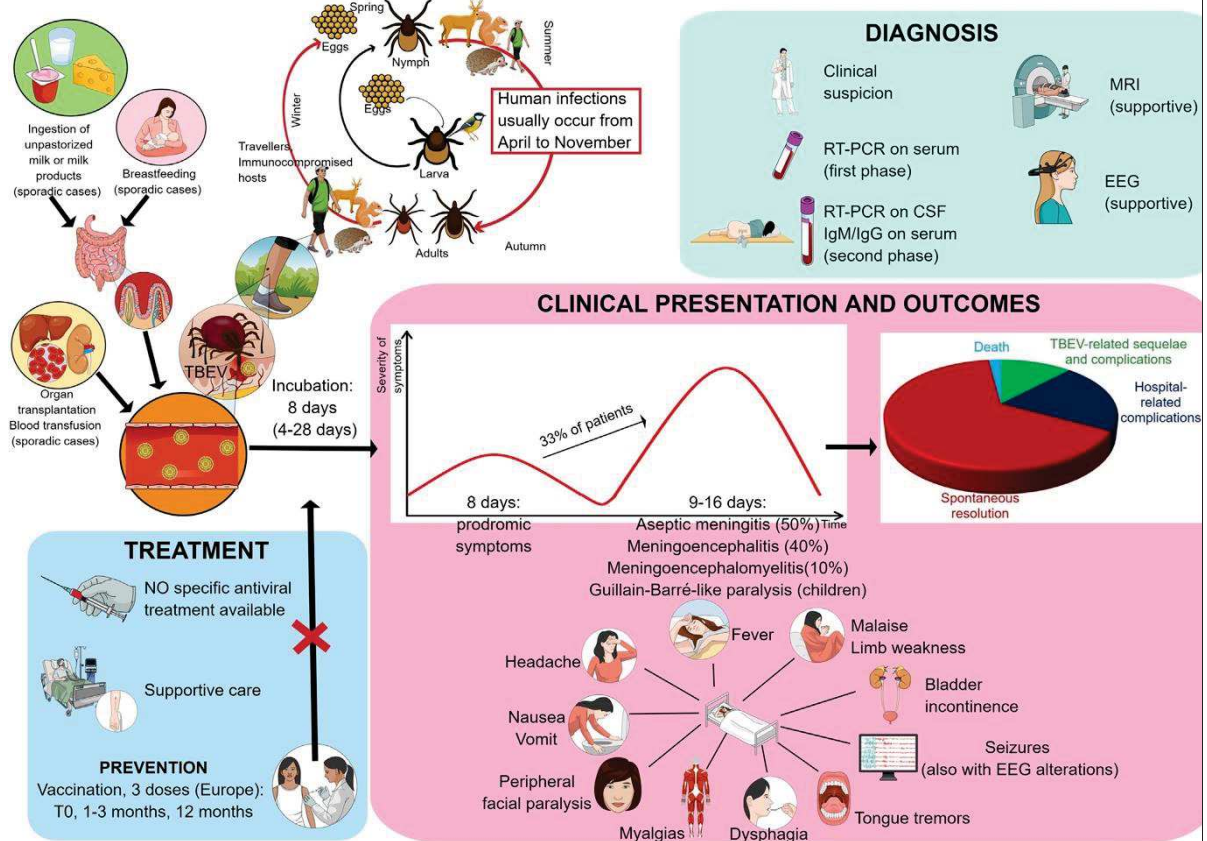 Spring
Eggs
Nymph
Summer
Eggs
Human infections
usually occur from
April to November
Winter
Larva
Travellers,
Immunocompromised
hosts
Adults
Autumn
Ingestion of
unpastorized
milk or milk
products
(sporadic cases)
Breastfeeding
(sporadic cases)
TBEV
Organ
transplantation
Blood transfusion
(sporadic cases)
Incubation:
8 days
(4-28 days)
DIAGNOSIS
Clinical
suspicion
RT-PCR on serum
(first phase)
RT-PCR on CSF
IgM/IgG on serum
(second phase)
MRI
(supportive)
EEG
(supportive)
CLINICAL PRESENTATION AND OUTCOMES
Severity of
symptoms
33% of patients
Time
8 days:
prodromic
symptoms
9-16 days:
Aseptic meningitis (50%)
Meningoencephalitis (40%)
Meningoencephalomyelitis(10%)
Guillain-Barré-like paralysis (children)
Death
TBEV-related sequelae
and complications
Hospital-
related
complications
Spontaneous
resolution
Fever
Malaise
Limb weakness
Headache
Bladder
incontinence
Nausea
Vomit
Seizures
(also with EEG alterations)
Peripheral
facial paralysis
Myalgias
Dysphagia
Tongue tremors
TREATMENT
NO specific antiviral
treatment available
Supportive care
PREVENTION
Vaccination, 3 doses (Europe):
T0, 1-3 months, 12 months